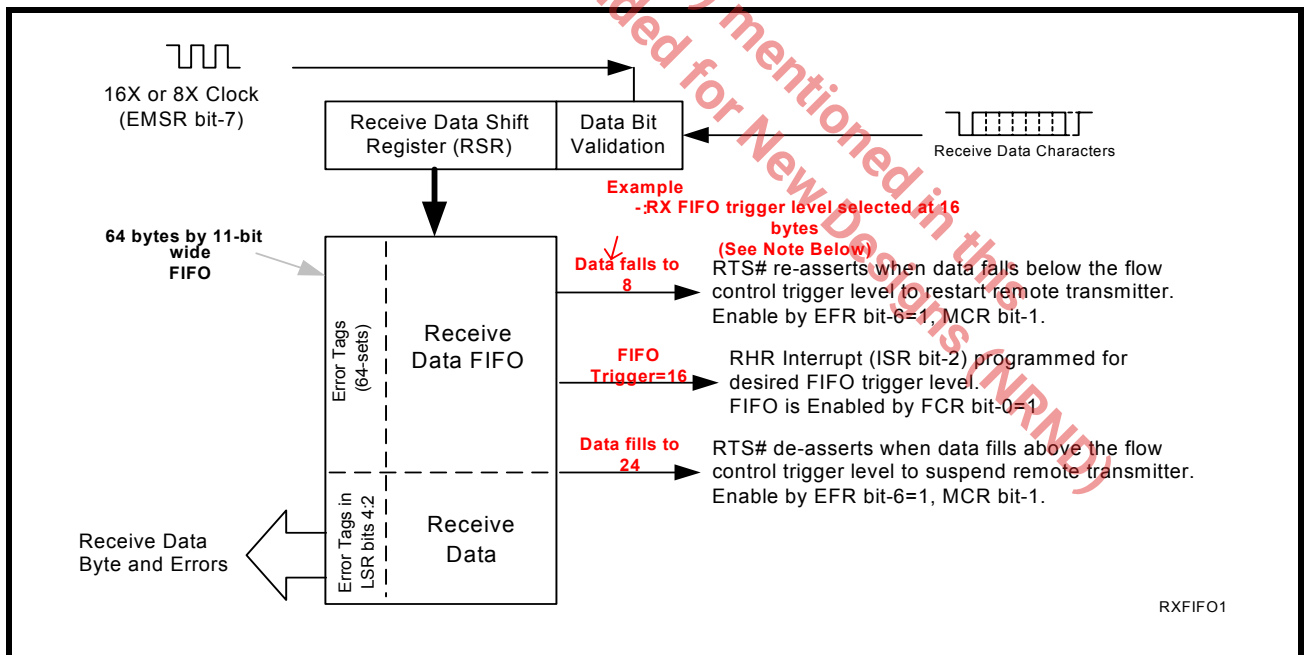 16X or 8X Clock
(EMSR bit-7)
Receive Data Shift
Register (RSR)
Data Bit
Validation
Receive Data Characters
Example
-:RX FIFO trigger level selected at 16
bytes
(See Note Below)
64 bytes by 11-bit
wide
FIFO
Error Tags
(64-sets)
Receive
Data FIFO
Data falls to
8
RTS# re-asserts when data falls below the flow
control trigger level to restart remote transmitter.
Enable by EFR bit-6=1, MCR bit-1.
FIFO
Trigger=16
RHR Interrupt (ISR bit-2) programmed for
desired FIFO trigger level.
FIFO is Enabled by FCR bit-0=1
Data fills to
24
RTS# de-asserts when data fills above the flow
control trigger level to suspend remote transmitter.
Enable by EFR bit-6=1, MCR bit-1.
Error Tags in
LSR bits 4:2
Receive
Data
Receive Data
Byte and Errors
RXFIFO1
) mentioned in this
ded for New Designs (NRND)